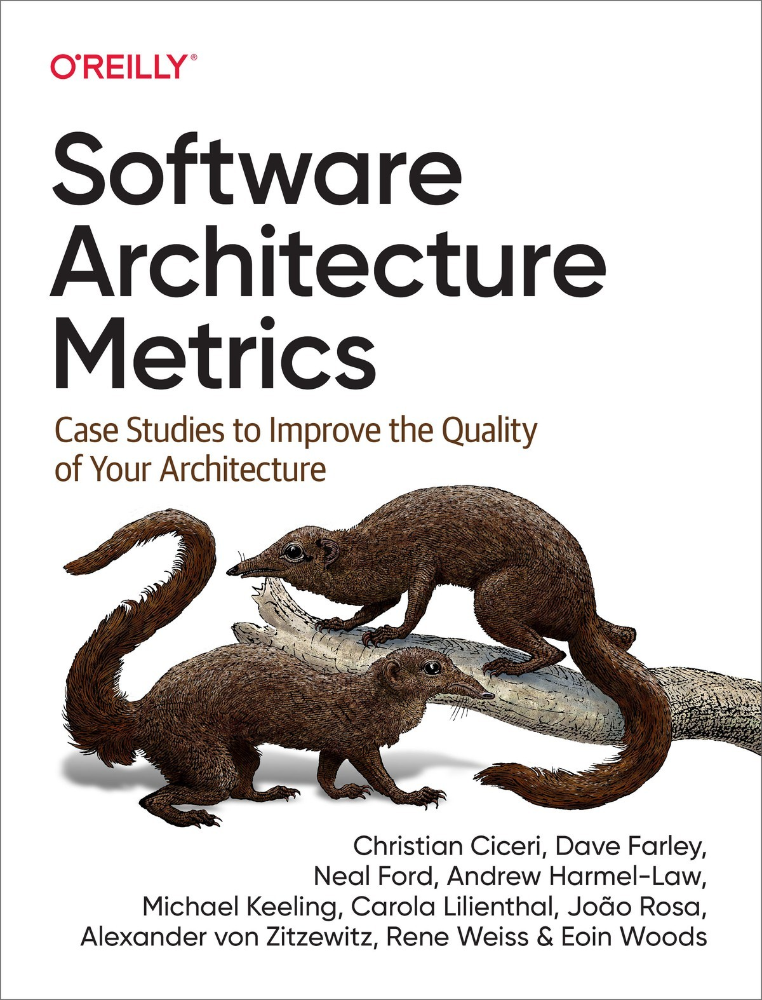 O'REILLY®
Software
Architecture
Metrics
Case Studies to Improve the Quality
of Your Architecture
Christian Ciceri, Dave Farley,
Neal Ford, Andrew Harmel-Law,
Michael Keeling, Carola Lilienthal, João Rosa,
Alexander von Zitzewitz, Rene Weiss & Eoin Woods